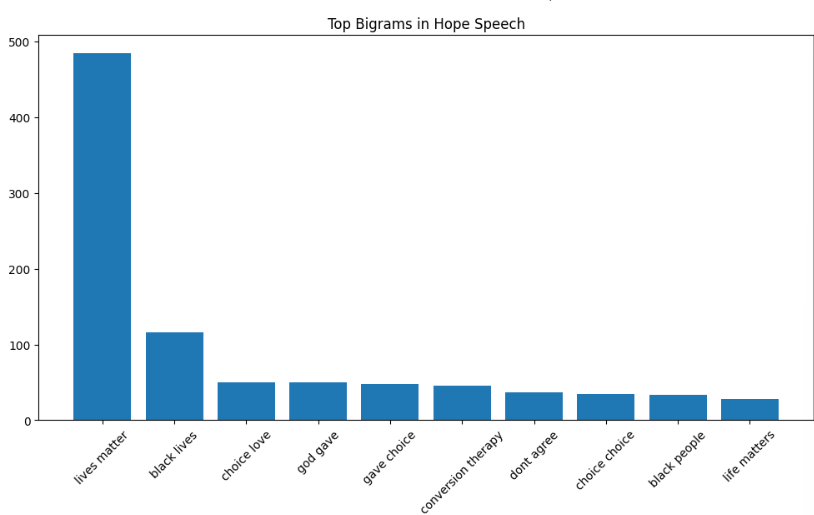 Top Bigrams in Hope Speech
500
400
300
200
100
0
lives matter
black lives
choice love
god gave
gave choice
conversion therapy
dont agree
choice choice
black people
life matters